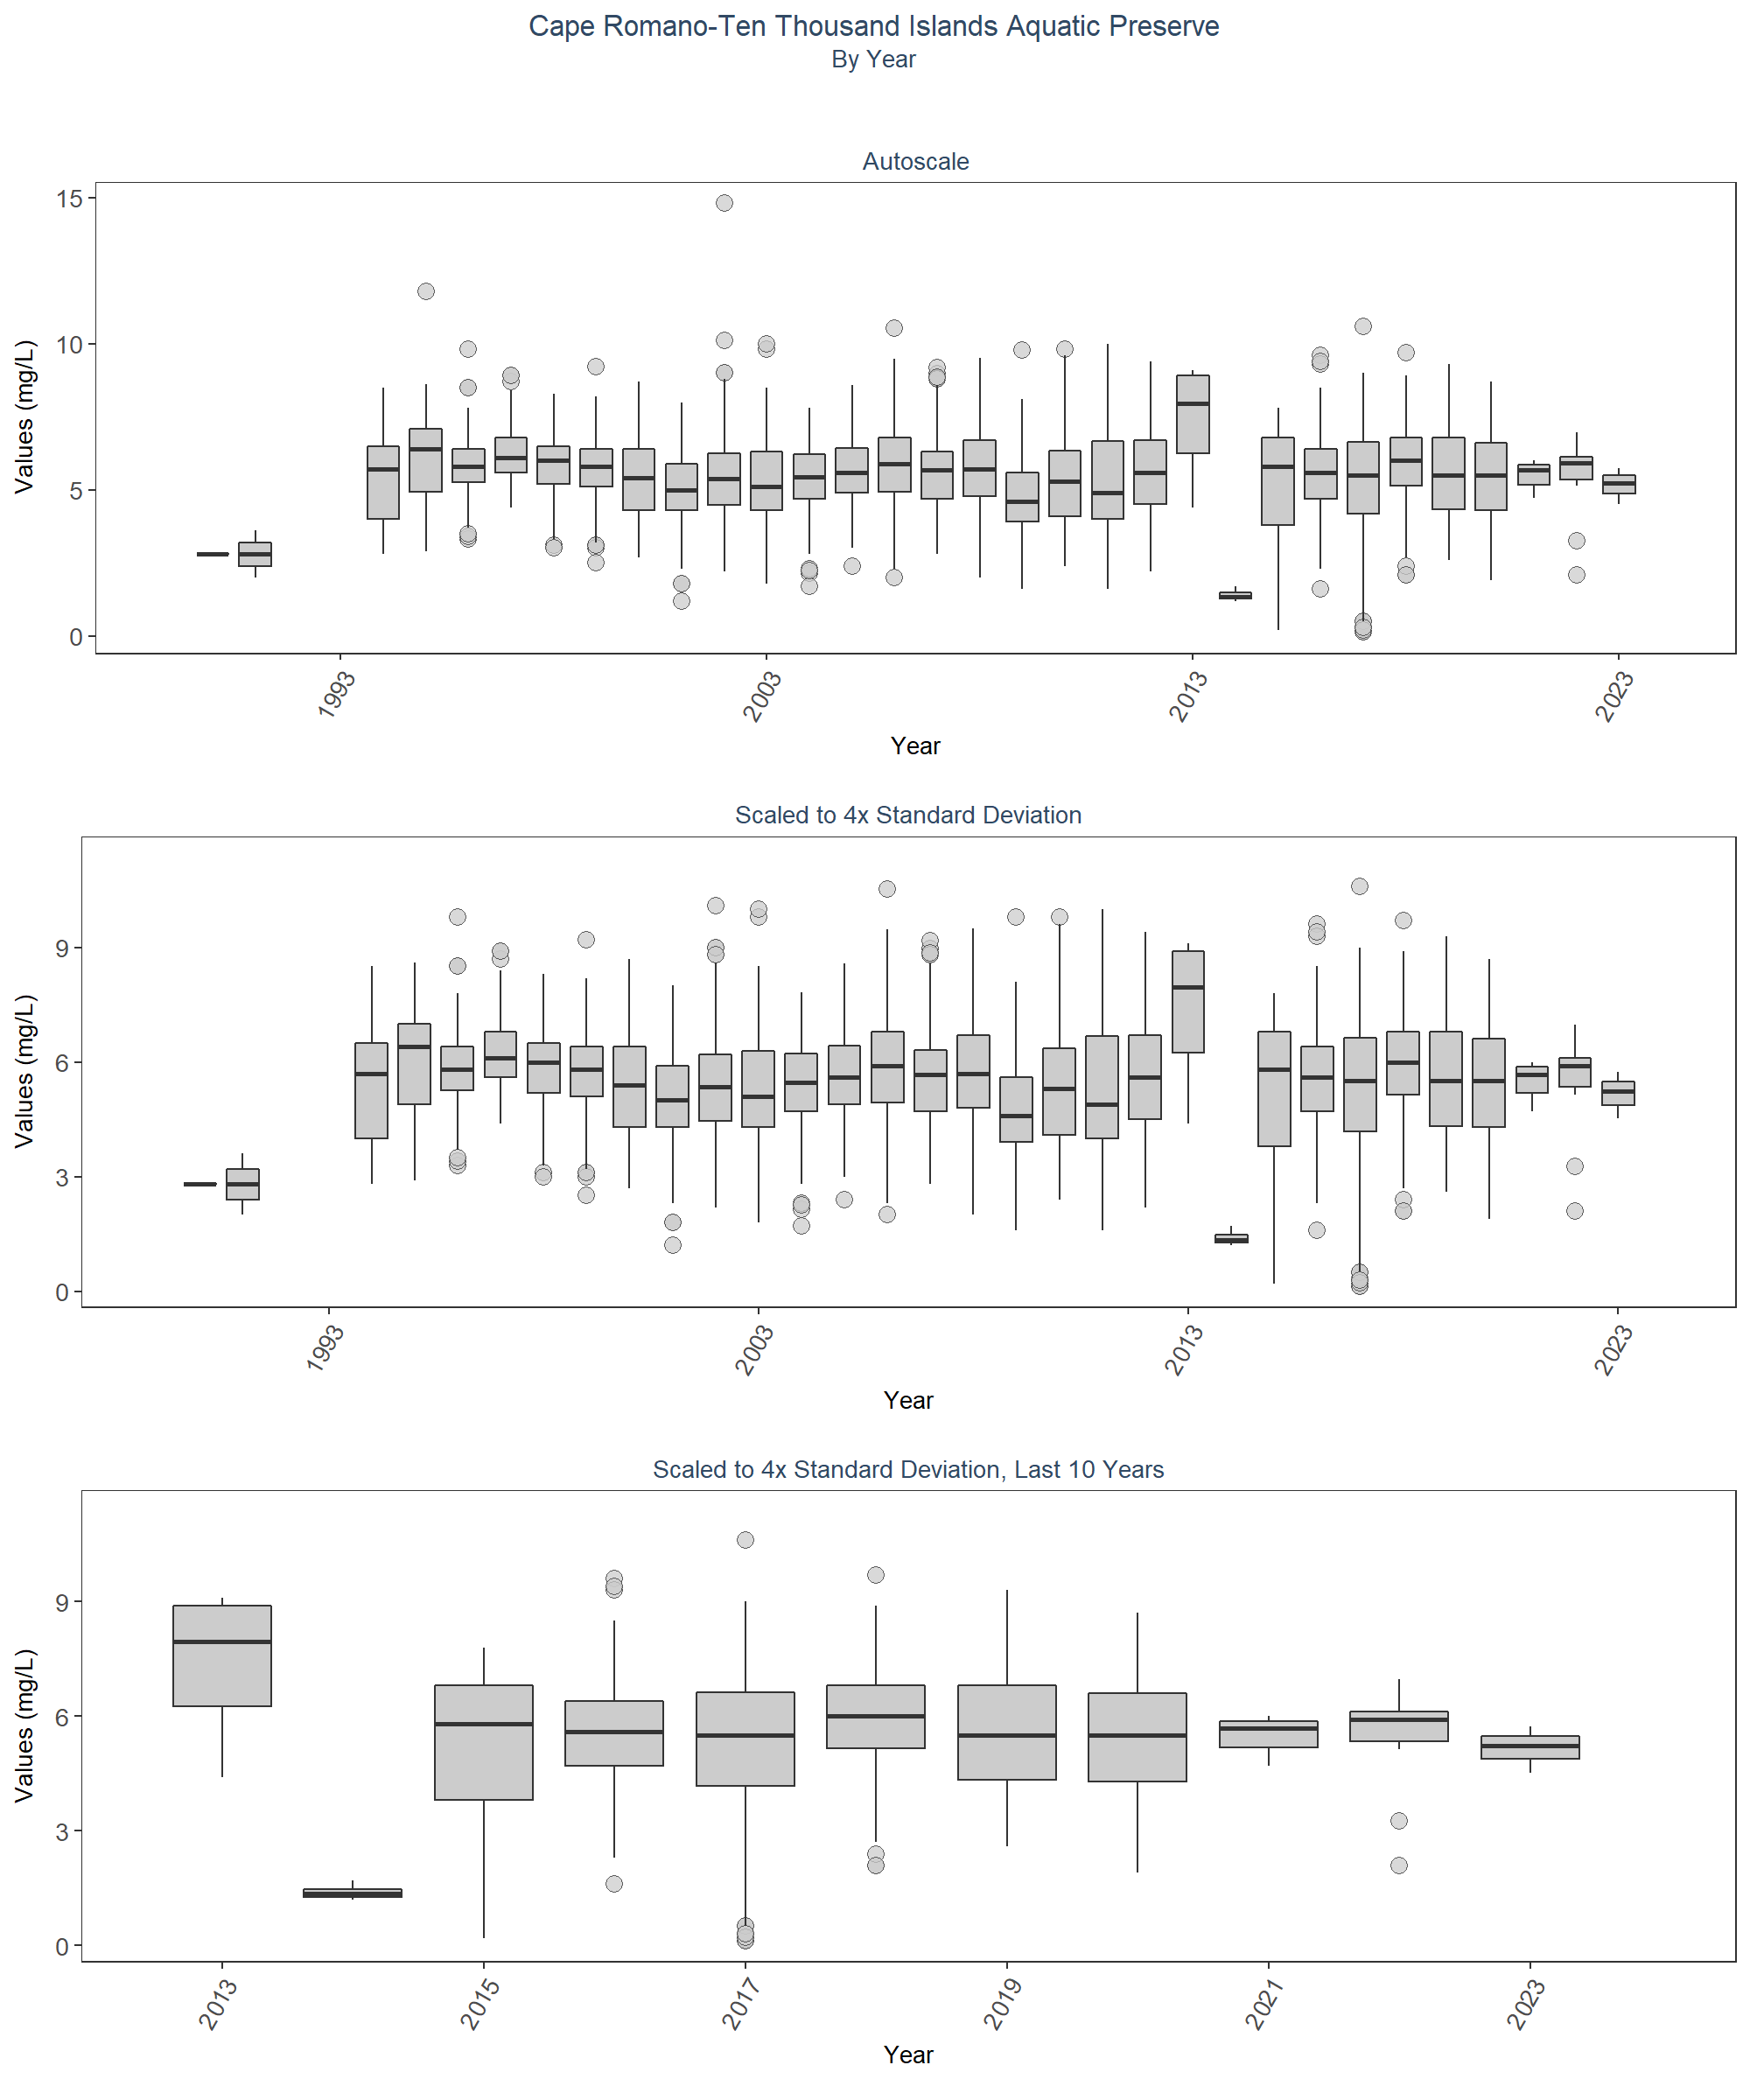 Cape Romano-Ten Thousand Islands Aquatic Preserve
By Year
Autoscale
Values (mg/L)
15
10
5
0
1993
2003
2013
2023
Year
Scaled to 4x Standard Deviation
Values (mg/L)
9
6
3
0
1993
2003
2013
2023
Year
Scaled to 4x Standard Deviation, Last 10 Years
Values (mg/L)
9
6
3
0
2013
2015
2017
2019
2021
2023
Year